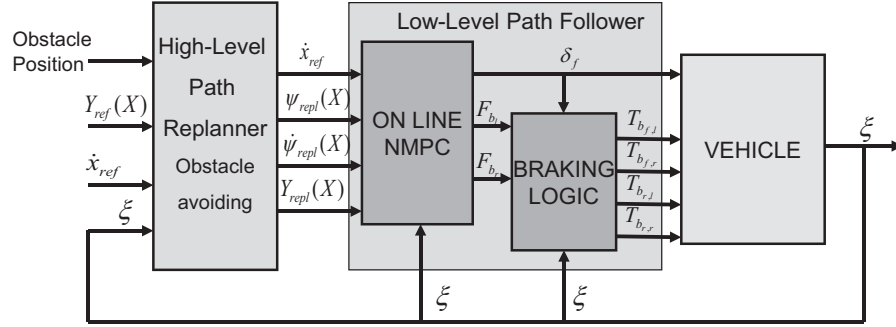 Obstacle
Position
Y_ref(X)
ẋ_ref
ξ
High-Level
Path
Replanner
Obstacle
avoiding
ẋ_ref
ψ_repl(X)
ψ̇_repl(X)
Y_repl(X)
Low-Level Path Follower
ON LINE
NMPC
δ_f
F_b_l
F_b_r
BRAKING
LOGIC
T_b_f,l
T_b_f,r
T_b_r,l
T_b_r,r
VEHICLE
ξ
ξ
ξ